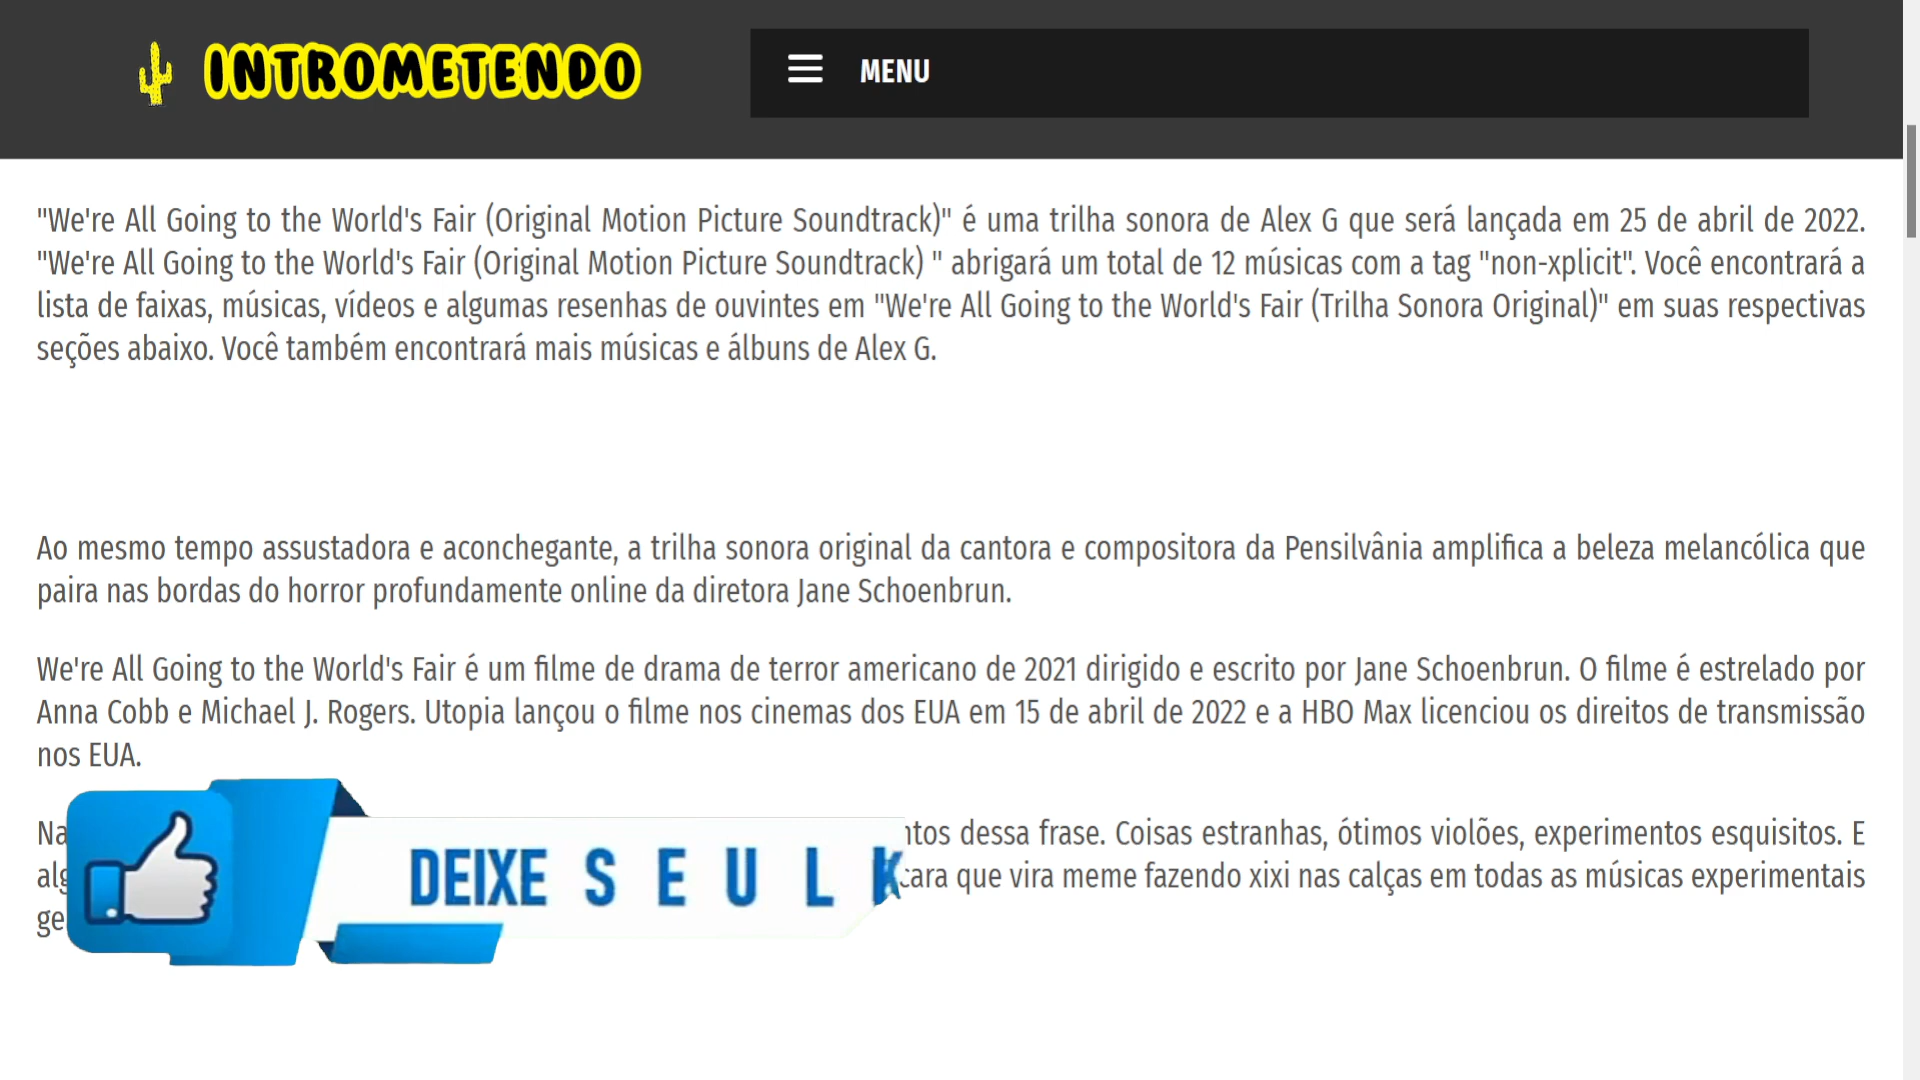 INTROMETENDO
MENU
"We're All Going to the World's Fair (Original Motion Picture Soundtrack)" é uma trilha sonora de Alex G que será lançada em 25 de abril de 2022.
"We're All Going to the World's Fair (Original Motion Picture Soundtrack) " abrigará um total de 12 músicas com a tag "non-xplicit". Você encontrará a
lista de faixas, músicas, vídeos e algumas resenhas de ouvintes em "We're All Going to the World's Fair (Trilha Sonora Original)" em suas respectivas
seções abaixo. Você também encontrará mais músicas e álbuns de Alex G.
Ao mesmo tempo assustadora e aconchegante, a trilha sonora original da cantora e compositora da Pensilvânia amplifica a beleza melancólica que
paira nas bordas do horror profundamente online da diretora Jane Schoenbrun.
We're All Going to the World's Fair é um filme de drama de terror americano de 2021 dirigido e escrito por Jane Schoenbrun. O filme é estrelado por
Anna Cobb e Michael J. Rogers. Utopia lançou o filme nos cinemas dos EUA em 15 de abril de 2022 e a HBO Max licenciou os direitos de transmissão
nos EUA.
dessa frase. Coisas estranhas, ótimos violões, experimentos esquisitos. E
que vira meme fazendo xixi nas calças em todas as músicas experimentais
DEIXE SEU L